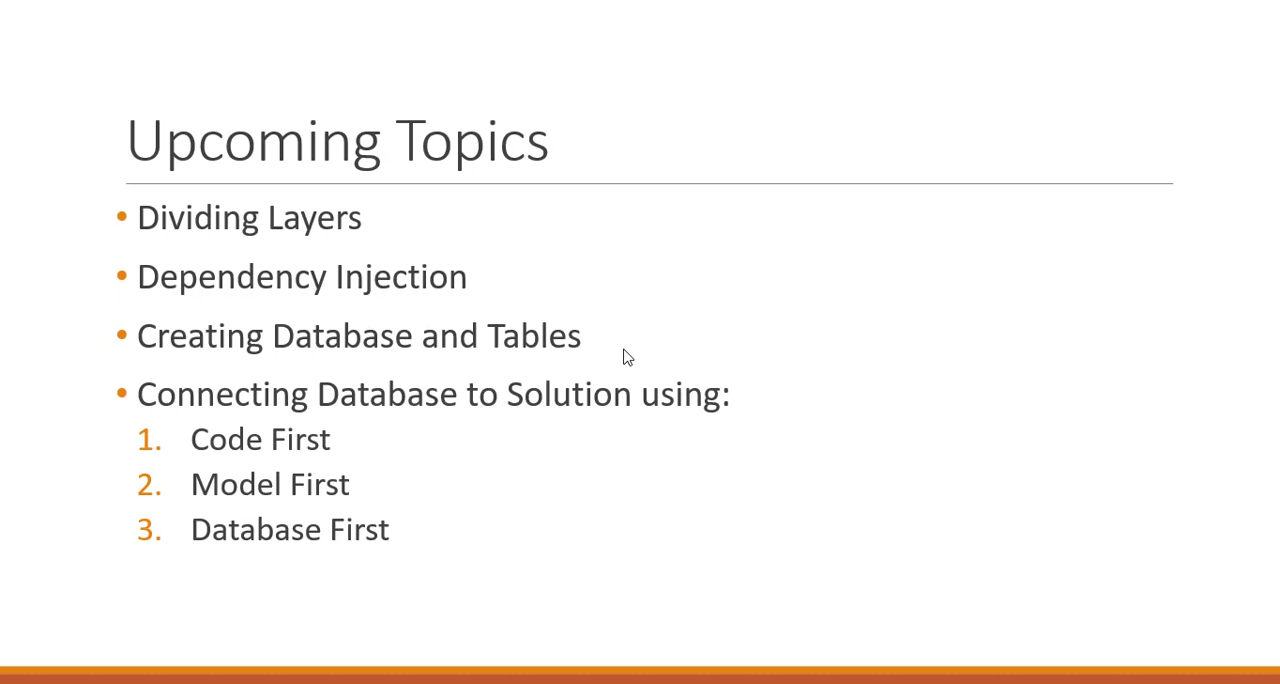 Upcoming Topics
• Dividing Layers
• Dependency Injection
• Creating Database and Tables
• Connecting Database to Solution using:
1. Code First
2. Model First
3. Database First